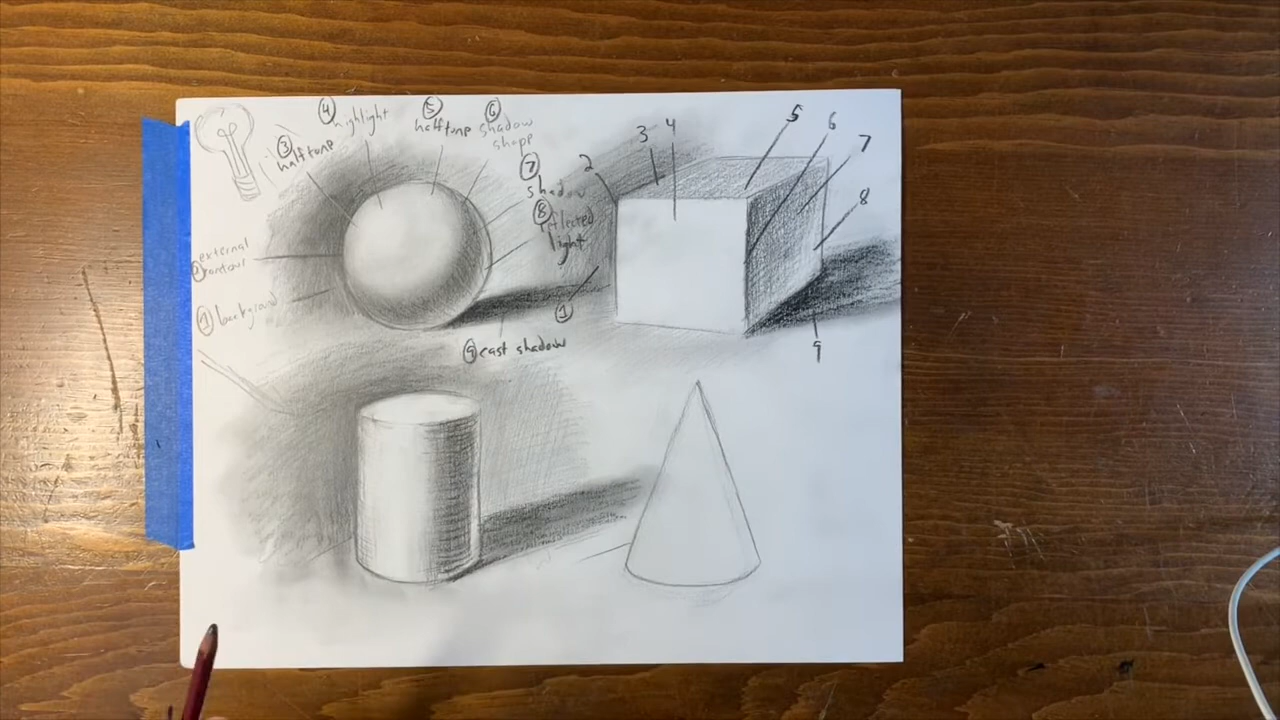 ④ highlight
⑤ halftone
⑥ shadow
shape
③ halftone
⑦ shadow
⑧ reflected
light
② external
contour
① background
⑨ cast shadow
2
3
4
5
6
7
8
①
9